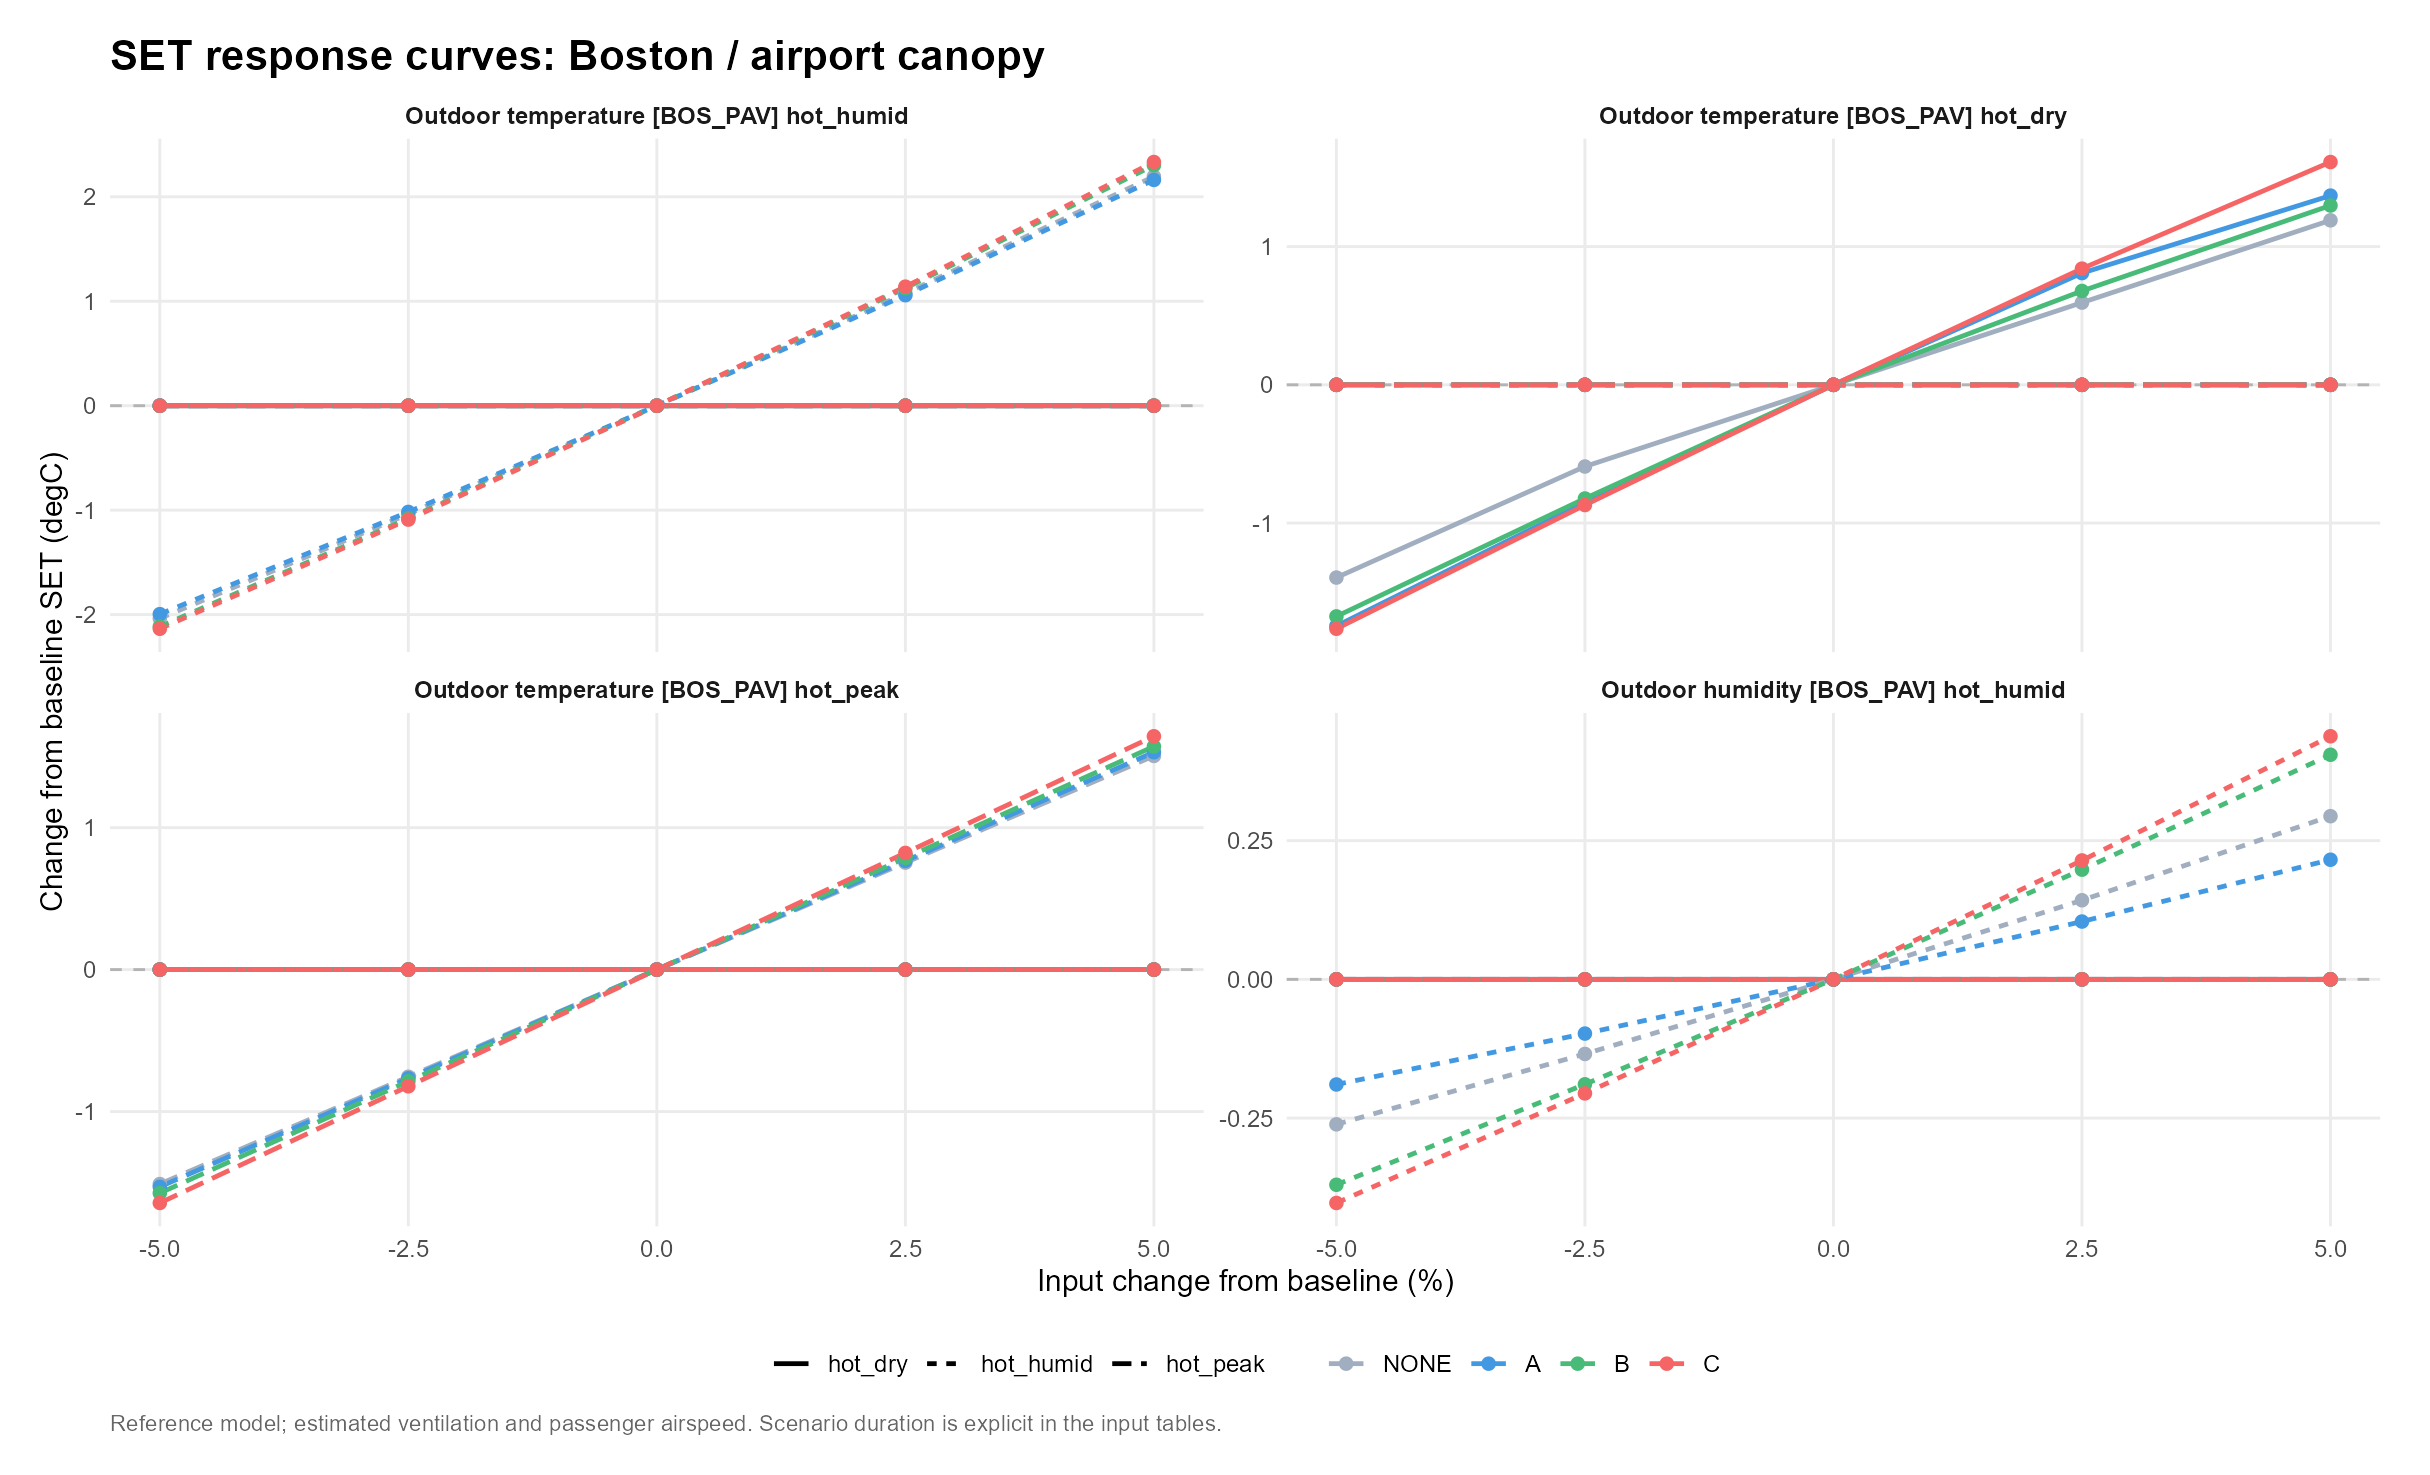 SET response curves: Boston / airport canopy
Outdoor temperature [BOS_PAV] hot_humid
Outdoor temperature [BOS_PAV] hot_dry
2
1
0
-1
-2
1
0
-1
Change from baseline SET (degC)
Outdoor temperature [BOS_PAV] hot_peak
Outdoor humidity [BOS_PAV] hot_humid
1
0
-1
0.25
0.00
-0.25
-5.0 -2.5 0.0 2.5 5.0
-5.0 -2.5 0.0 2.5 5.0
Input change from baseline (%)
hot_dry hot_humid hot_peak NONE A B C
Reference model; estimated ventilation and passenger airspeed. Scenario duration is explicit in the input tables.